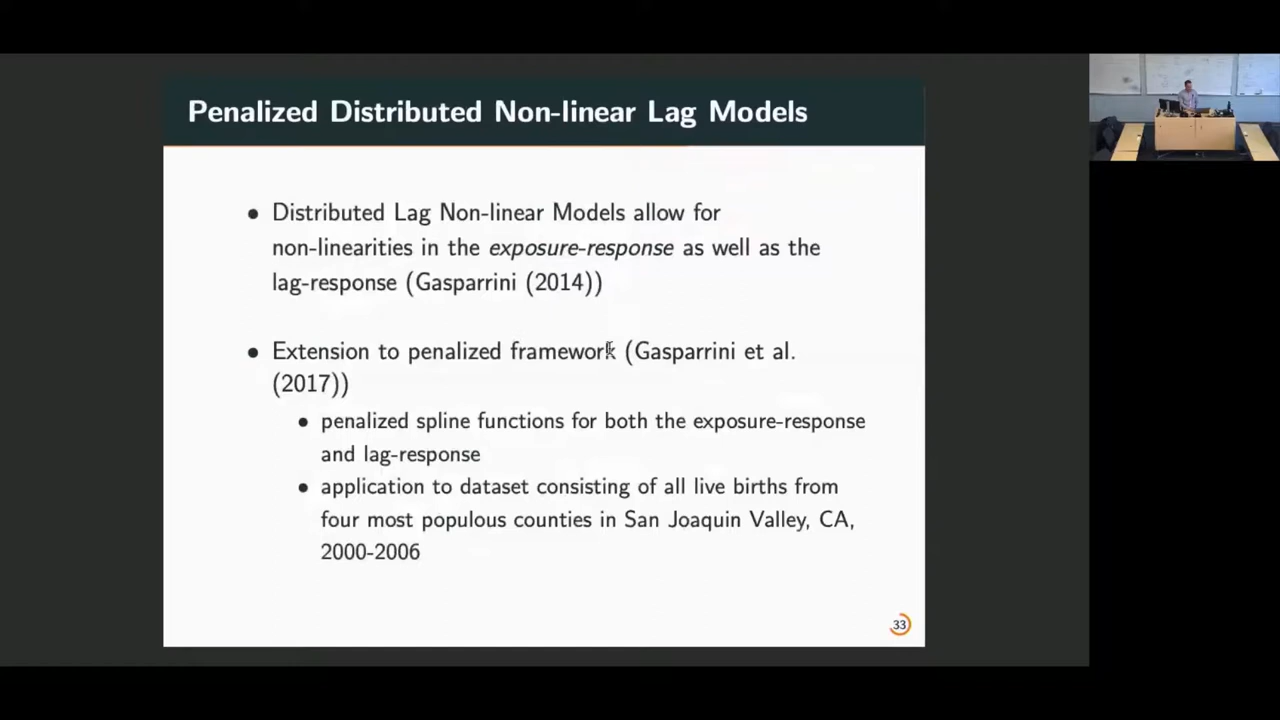 Penalized Distributed Non-linear Lag Models
• Distributed Lag Non-linear Models allow for
non-linearities in the exposure-response as well as the
lag-response (Gasparrini (2014))
• Extension to penalized framework (Gasparrini et al.
(2017))
• penalized spline functions for both the exposure-response
and lag-response
• application to dataset consisting of all live births from
four most populous counties in San Joaquin Valley, CA,
2000-2006
33